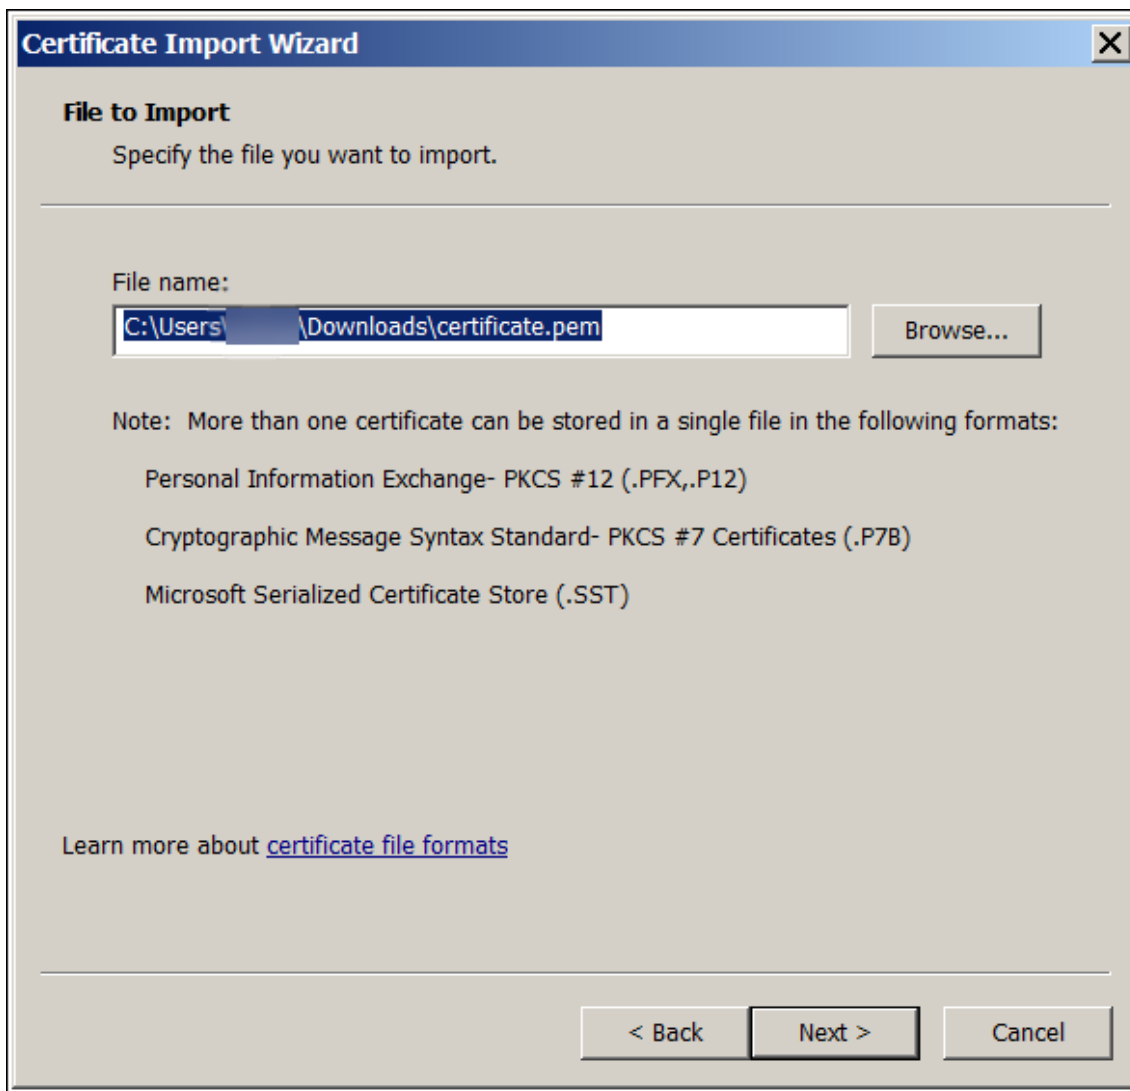 Certificate Import Wizard
File to Import
Specify the file you want to import.
File name:
C:\Users\ \Downloads\certificate.pem
Browse...
Note: More than one certificate can be stored in a single file in the following formats:
Personal Information Exchange- PKCS #12 (.PFX,.P12)
Cryptographic Message Syntax Standard- PKCS #7 Certificates (.P7B)
Microsoft Serialized Certificate Store (.SST)
Learn more about certificate file formats
< Back
Next >
Cancel